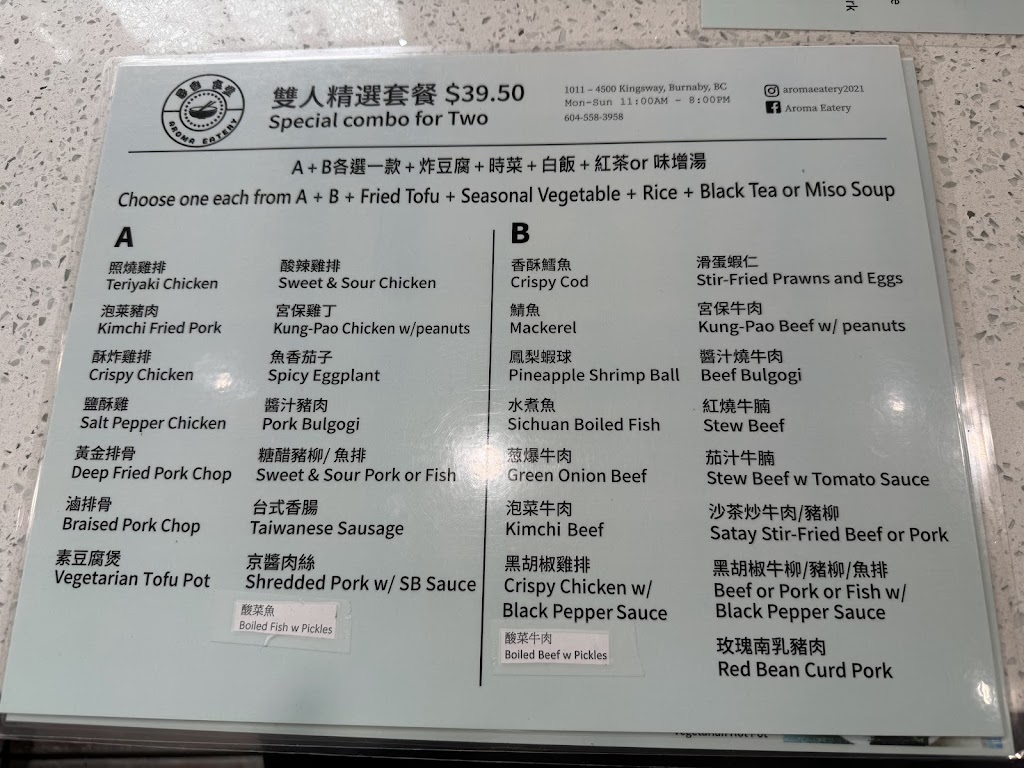 AROMA EATERY
雙人精選套餐 $39.50
Special combo for Two
1011 – 4500 Kingsway, Burnaby, BC
Mon-Sun 11:00AM - 8:00PM
604-558-3958
aromaeatery2021
Aroma Eatery
A + B各選一款 + 炸豆腐 + 時菜 + 白飯 + 紅茶or 味增湯
Choose one each from A + B + Fried Tofu + Seasonal Vegetable + Rice + Black Tea or Miso Soup
A
照燒雞排
Teriyaki Chicken
泡萊豬肉
Kimchi Fried Pork
酥炸雞排
Crispy Chicken
鹽酥雞
Salt Pepper Chicken
黃金排骨
Deep Fried Pork Chop
滷排骨
Braised Pork Chop
素豆腐煲
Vegetarian Tofu Pot
酸辣雞排
Sweet & Sour Chicken
宮保雞丁
Kung-Pao Chicken w/peanuts
魚香茄子
Spicy Eggplant
醬汁豬肉
Pork Bulgogi
糖醋豬柳/ 魚排
Sweet & Sour Pork or Fish
台式香腸
Taiwanese Sausage
京醬肉絲
Shredded Pork w/ SB Sauce
酸菜魚
Boiled Fish w Pickles
B
香酥鱈魚
Crispy Cod
鯖魚
Mackerel
鳳梨蝦球
Pineapple Shrimp Ball
水煮魚
Sichuan Boiled Fish
葱爆牛肉
Green Onion Beef
泡菜牛肉
Kimchi Beef
黑胡椒雞排
Crispy Chicken w/
Black Pepper Sauce
酸菜牛肉
Boiled Beef w Pickles
滑蛋蝦仁
Stir-Fried Prawns and Eggs
宮保牛肉
Kung-Pao Beef w/ peanuts
醬汁燒牛肉
Beef Bulgogi
紅燒牛腩
Stew Beef
茄汁牛腩
Stew Beef w Tomato Sauce
沙茶炒牛肉/豬柳
Satay Stir-Fried Beef or Pork
黑胡椒牛柳/豬柳/魚排
Beef or Pork or Fish w/
Black Pepper Sauce
玫瑰南乳豬肉
Red Bean Curd Pork